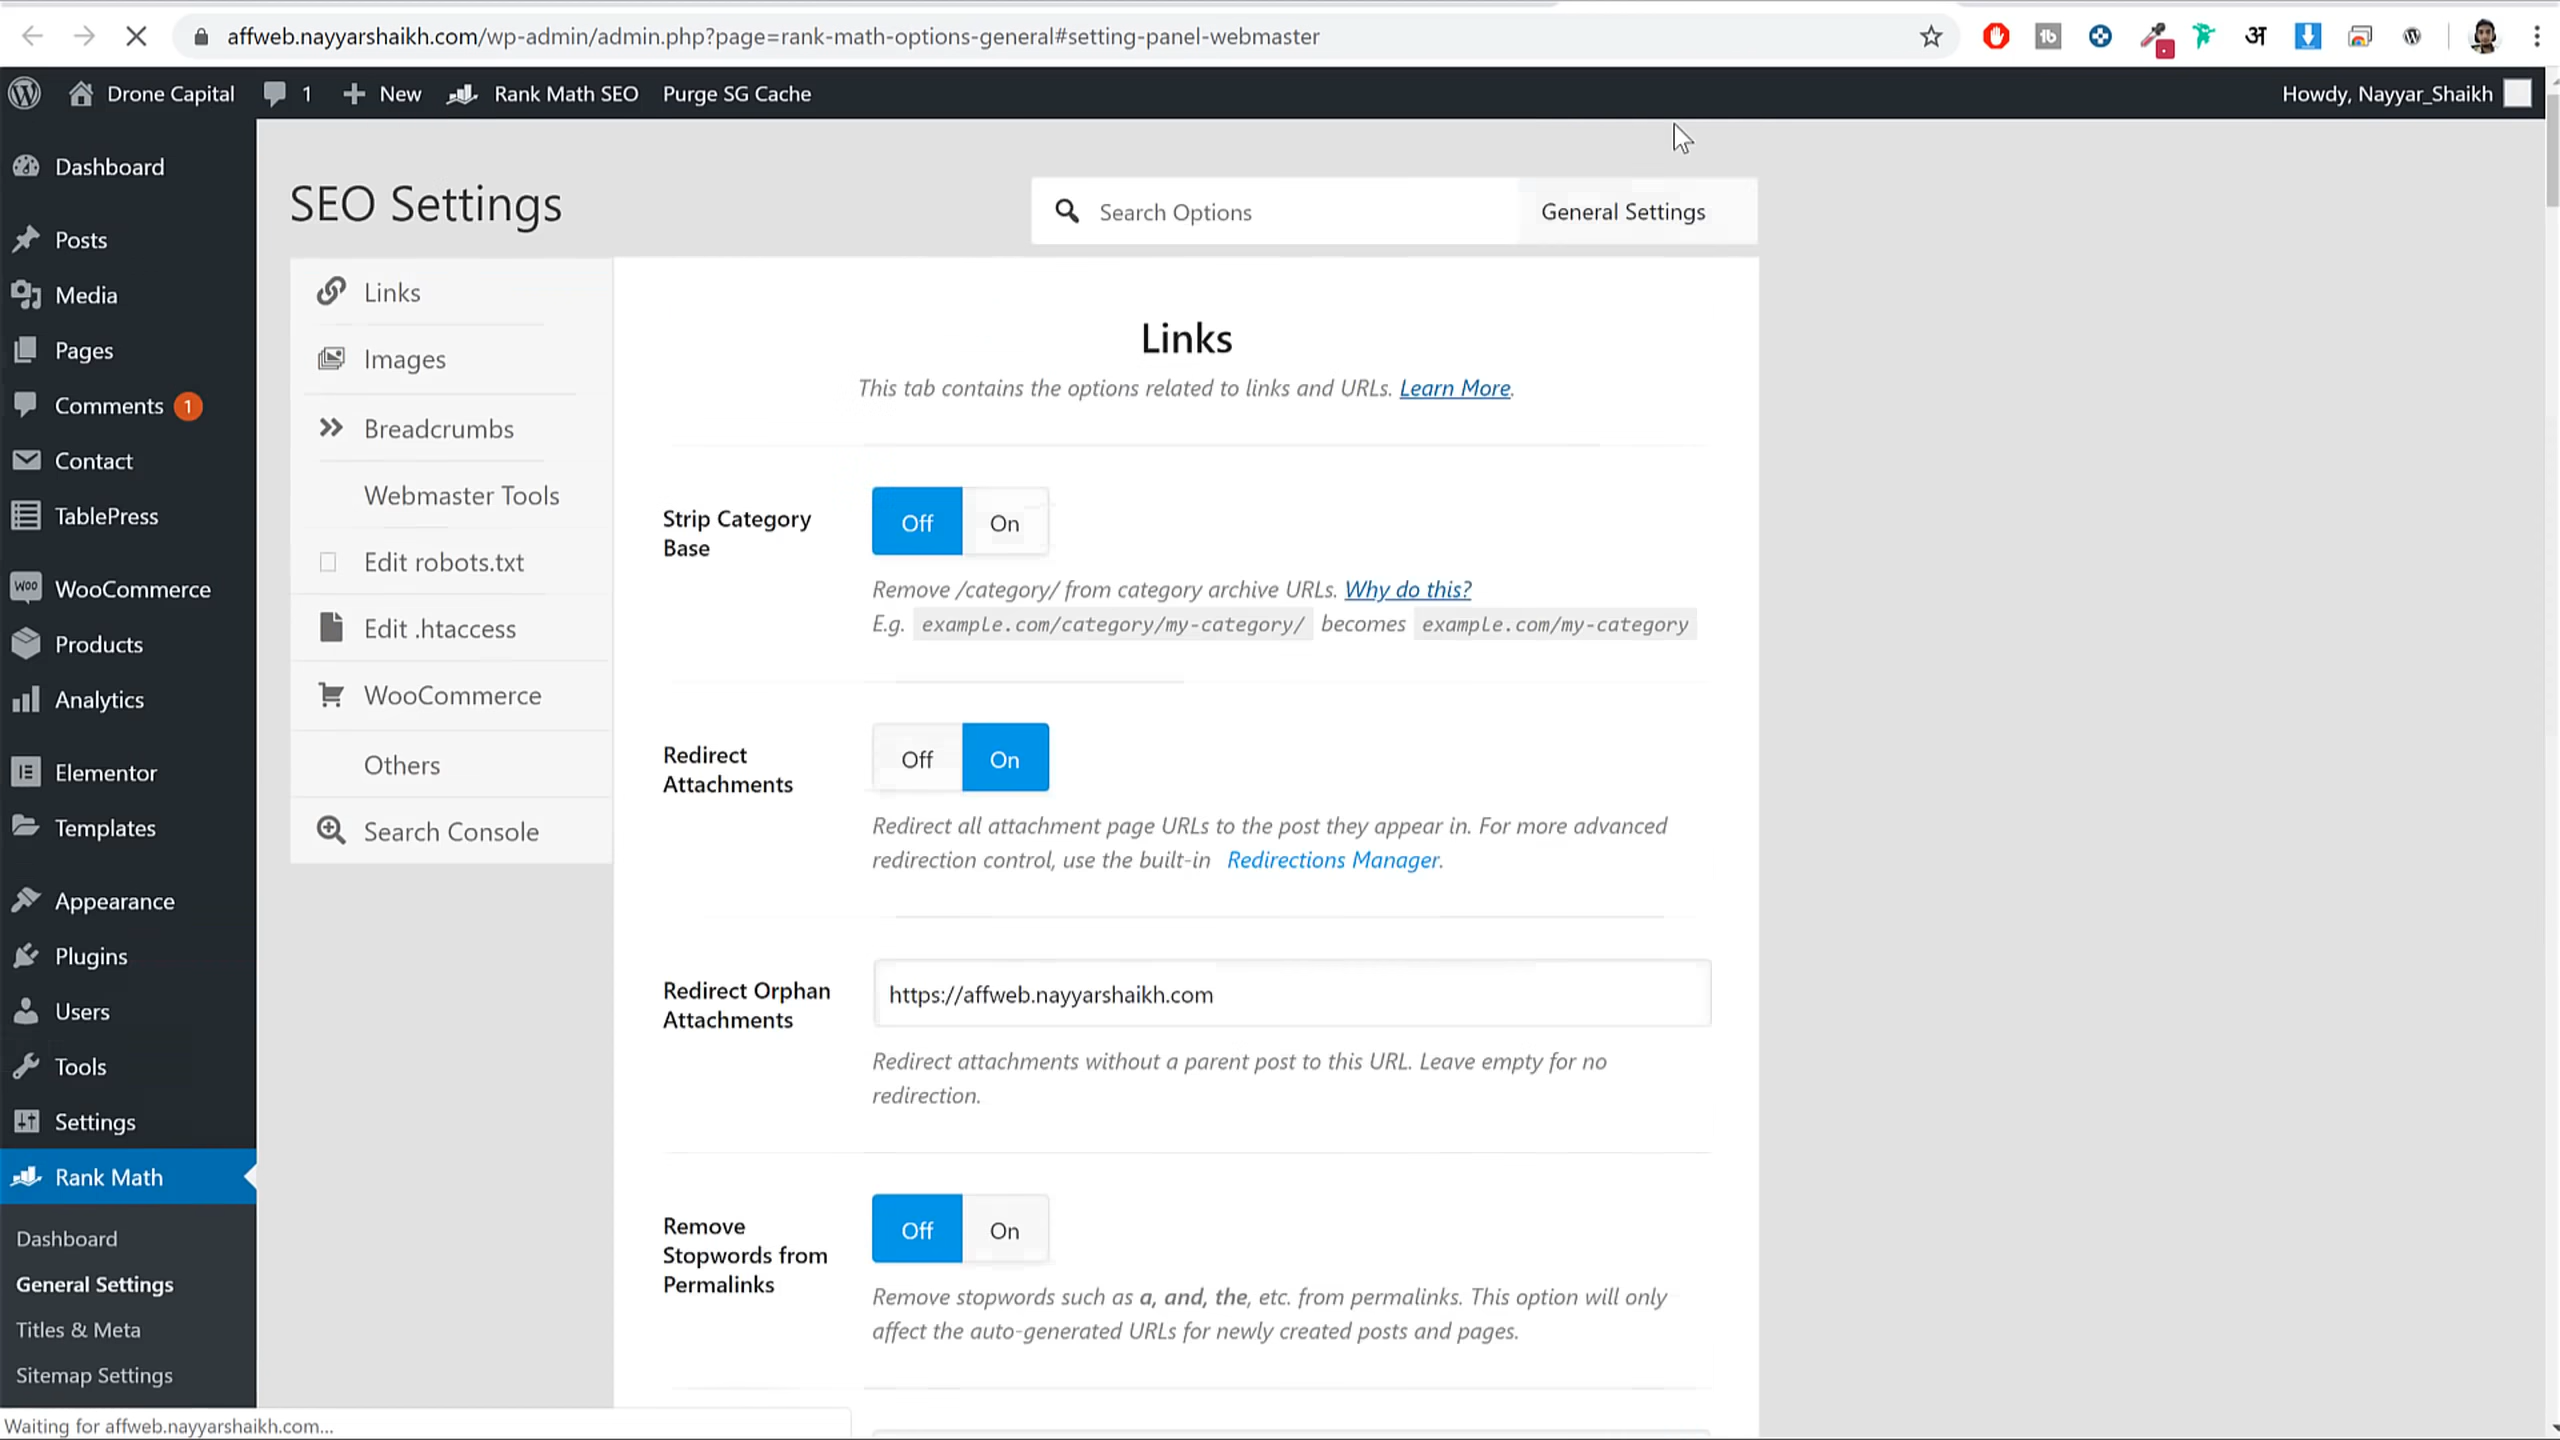 affweb.nayyarshaikh.com/wp-admin/admin.php?page=rank-math-options-general#setting-panel-webmaster
Drone Capital 1 New Rank Math SEO Purge SG Cache Howdy, Nayyar_Shaikh
Dashboard
Posts
Media
Pages
Comments 1
Contact
TablePress
WooCommerce
Products
Analytics
Elementor
Templates
Appearance
Plugins
Users
Tools
Settings
Rank Math
Dashboard
General Settings
Titles & Meta
Sitemap Settings
Waiting for affweb.nayyarshaikh.com...
SEO Settings
Search Options General Settings
Links
Images
Breadcrumbs
Webmaster Tools
Edit robots.txt
Edit .htaccess
WooCommerce
Others
Search Console
Links
This tab contains the options related to links and URLs. Learn More.
Strip Category
Base
Off On
Remove /category/ from category archive URLs. Why do this?
E.g. example.com/category/my-category/ becomes example.com/my-category
Redirect
Attachments
Off On
Redirect all attachment page URLs to the post they appear in. For more advanced
redirection control, use the built-in Redirections Manager.
Redirect Orphan
Attachments
https://affweb.nayyarshaikh.com
Redirect attachments without a parent post to this URL. Leave empty for no
redirection.
Remove
Stopwords from
Permalinks
Off On
Remove stopwords such as a, and, the, etc. from permalinks. This option will only
affect the auto-generated URLs for newly created posts and pages.